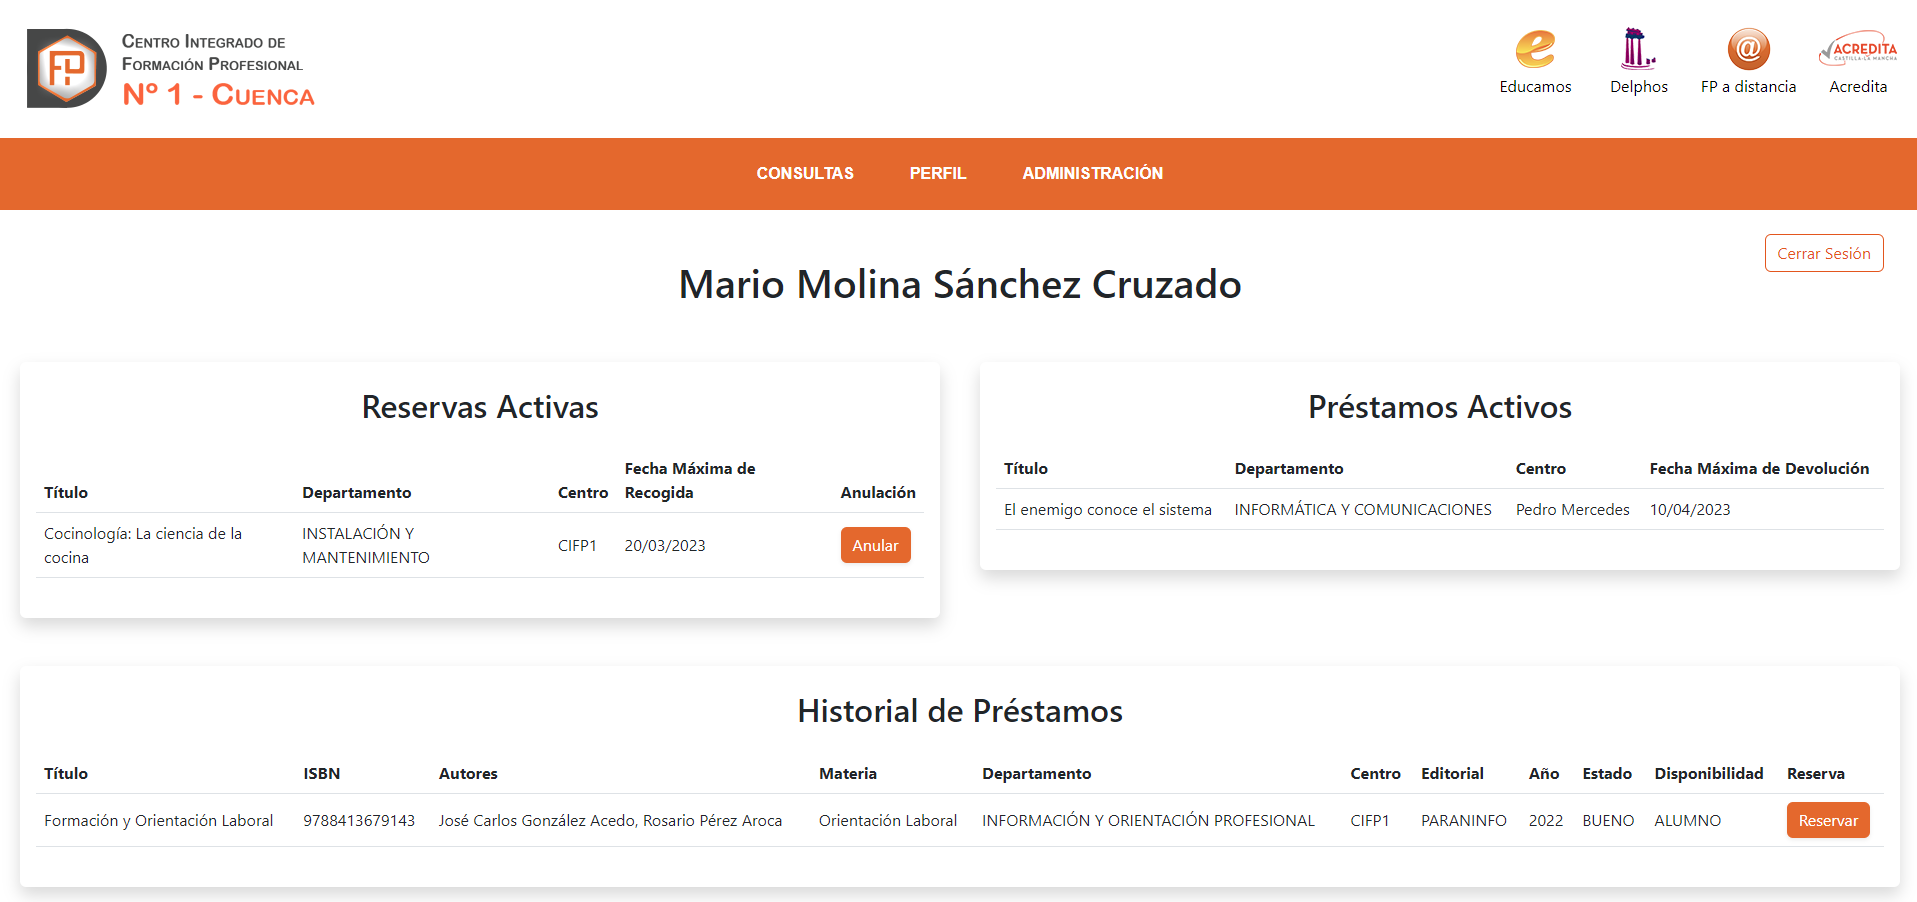 Centro Integrado de
Formación Profesional
Nº 1 - Cuenca
Educamos
Delphos
FP a distancia
ACREDITA
CASTILLA-LA MANCHA
Acredita
CONSULTAS PERFIL ADMINISTRACIÓN
Cerrar Sesión
Mario Molina Sánchez Cruzado
Reservas Activas
Título Departamento Centro Fecha Máxima de Recogida Anulación
Cocinología: La ciencia de la cocina INSTALACIÓN Y MANTENIMIENTO CIFP1 20/03/2023 Anular
Préstamos Activos
Título Departamento Centro Fecha Máxima de Devolución
El enemigo conoce el sistema INFORMÁTICA Y COMUNICACIONES Pedro Mercedes 10/04/2023
Historial de Préstamos
Título ISBN Autores Materia Departamento Centro Editorial Año Estado Disponibilidad Reserva
Formación y Orientación Laboral 9788413679143 José Carlos González Acedo, Rosario Pérez Aroca Orientación Laboral INFORMACIÓN Y ORIENTACIÓN PROFESIONAL CIFP1 PARANINFO 2022 BUENO ALUMNO Reservar